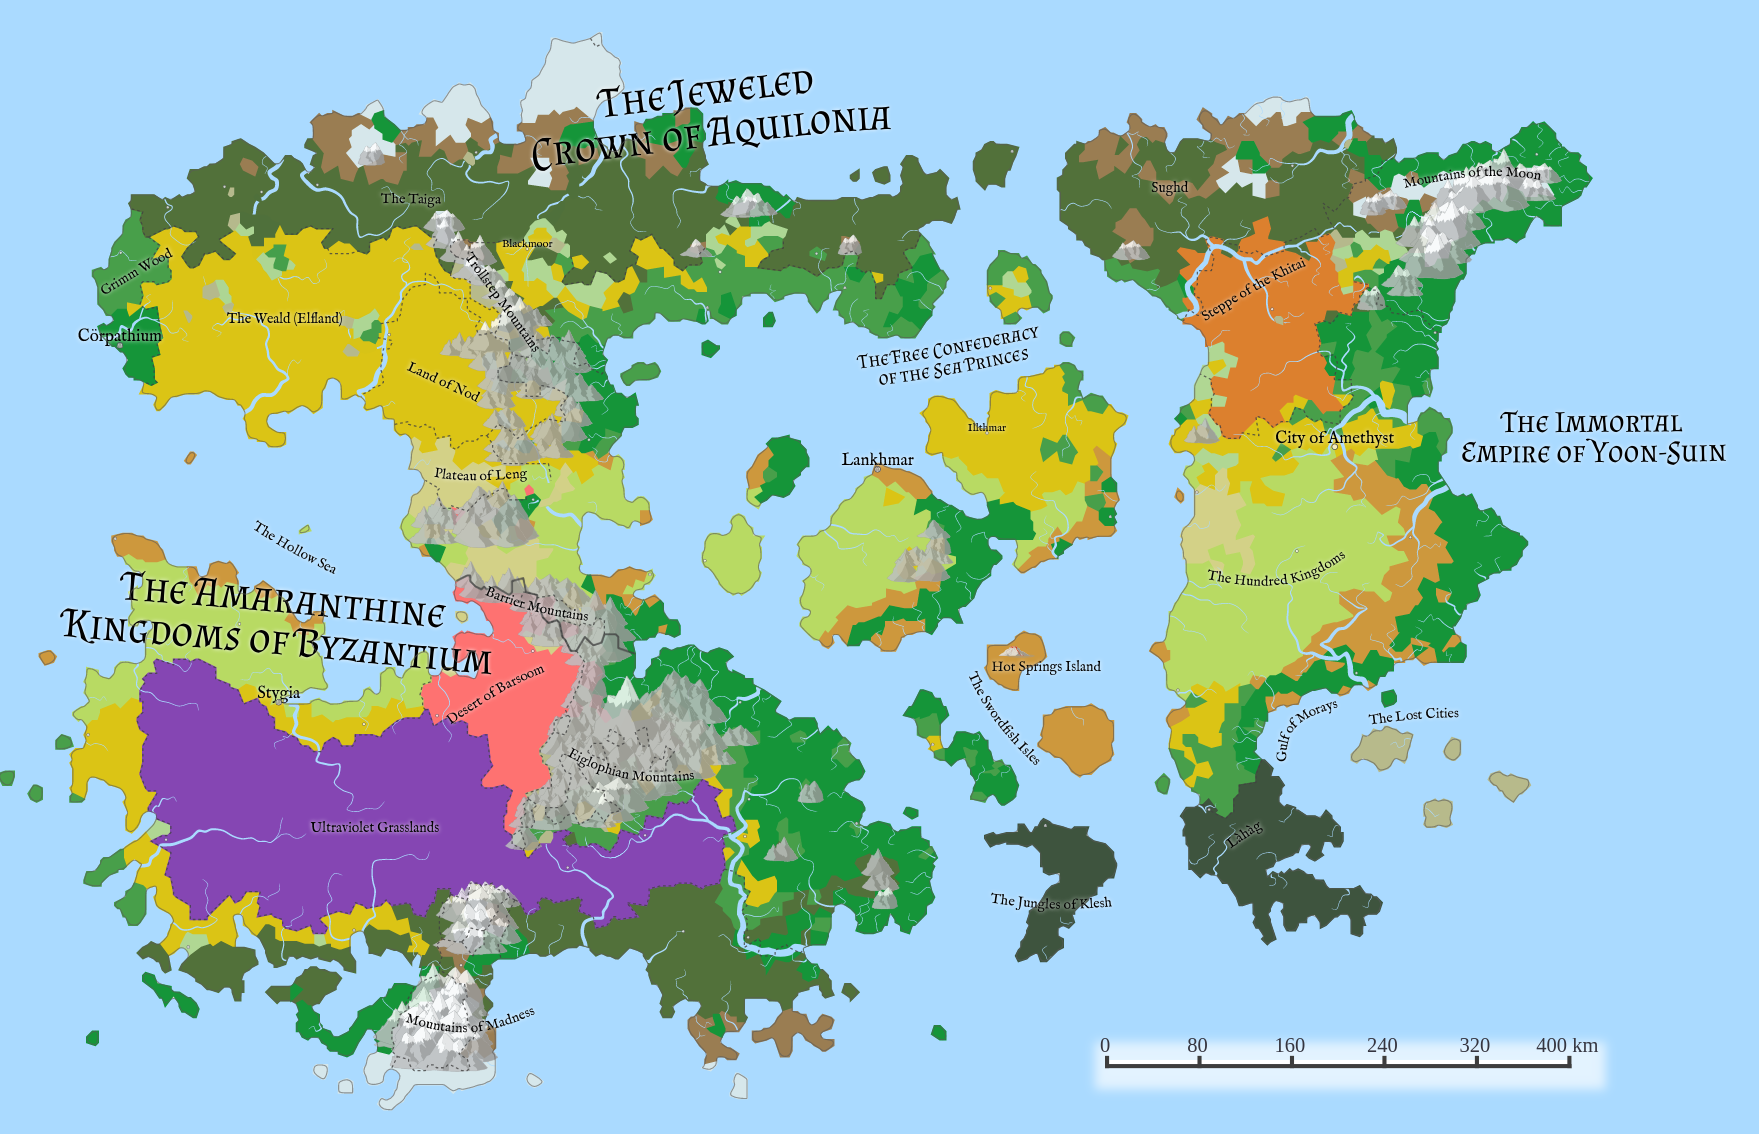 The Jeweled
Crown of Aquilonia
The Taiga
Blackmoor
Grimm Wood
Trollstep Mountains
The Weald (Elfland)
Cörpathium
Land of Nod
Plateau of Leng
The Hollow Sea
Sughd
Mountains of the Moon
Steppe of the Khitai
The Free Confederacy
of the Sea Princes
Illthmar
Lankhmar
City of Amethyst
The Immortal
Empire of Yoon-Suin
The Hundred Kingdoms
The Amaranthine
Kingdoms of Byzantium
Barrier Mountains
Stygia
Desert of Barsoom
Eiglophian Mountains
Ultraviolet Grasslands
Mountains of Madness
Hot Springs Island
The Swordfish Isles
Gulf of Morays
The Lost Cities
Làhàg
The Jungles of Klesh
0 80 160 240 320 400 km